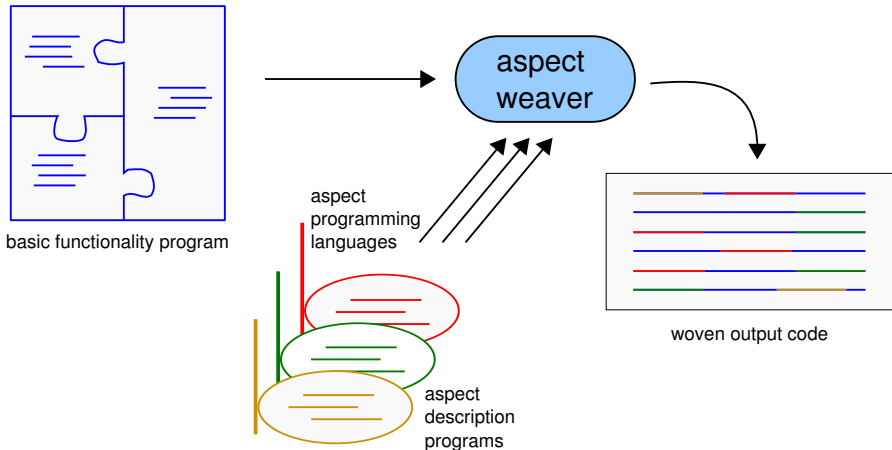 aspect
weaver
basic functionality program
aspect
programming
languages
woven output code
aspect
description
programs